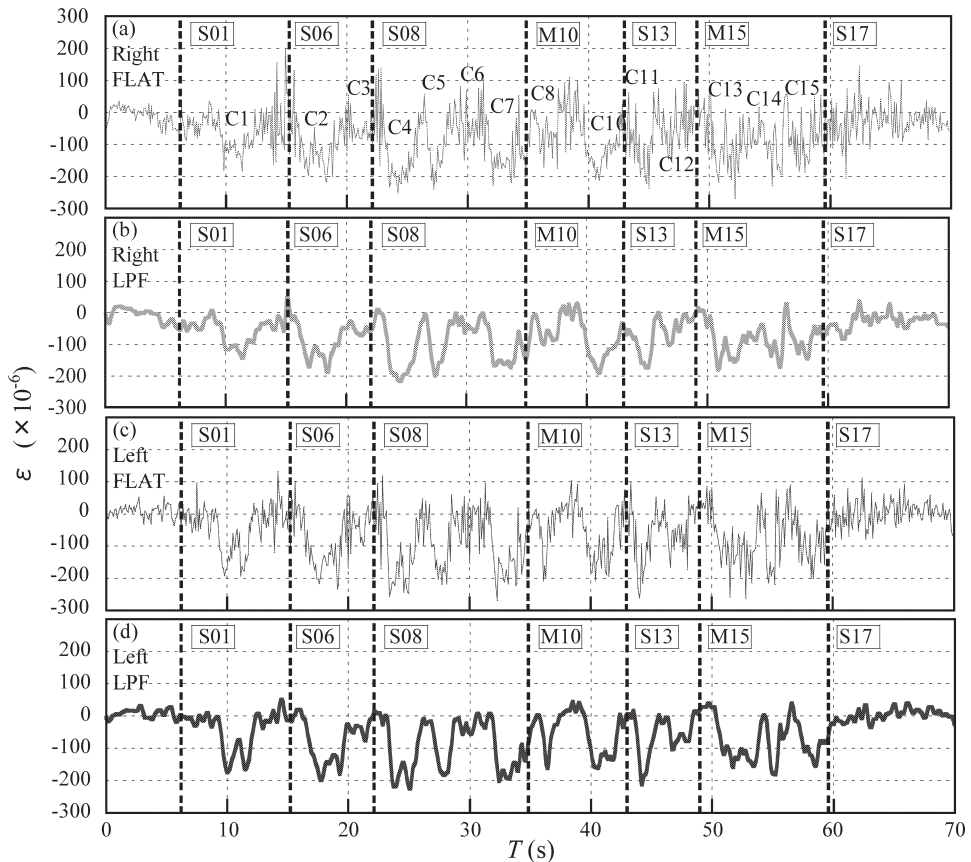 300
200
100
0
-100
-200
-300
(a)
Right
FLAT
S01 S06 S08 M10 S13 M15 S17
C1 C2 C3 C4 C5 C6 C7 C8 C10 C11 C12 C13 C14 C15
200
100
0
-100
-200
-300
(b)
Right
LPF
S01 S06 S08 M10 S13 M15 S17
ε (×10⁻⁶)
200
100
0
-100
-200
-300
(c)
Left
FLAT
S01 S06 S08 M10 S13 M15 S17
200
100
0
-100
-200
-300
(d)
Left
LPF
S01 S06 S08 M10 S13 M15 S17
0 10 20 30 40 50 60 70
T (s)